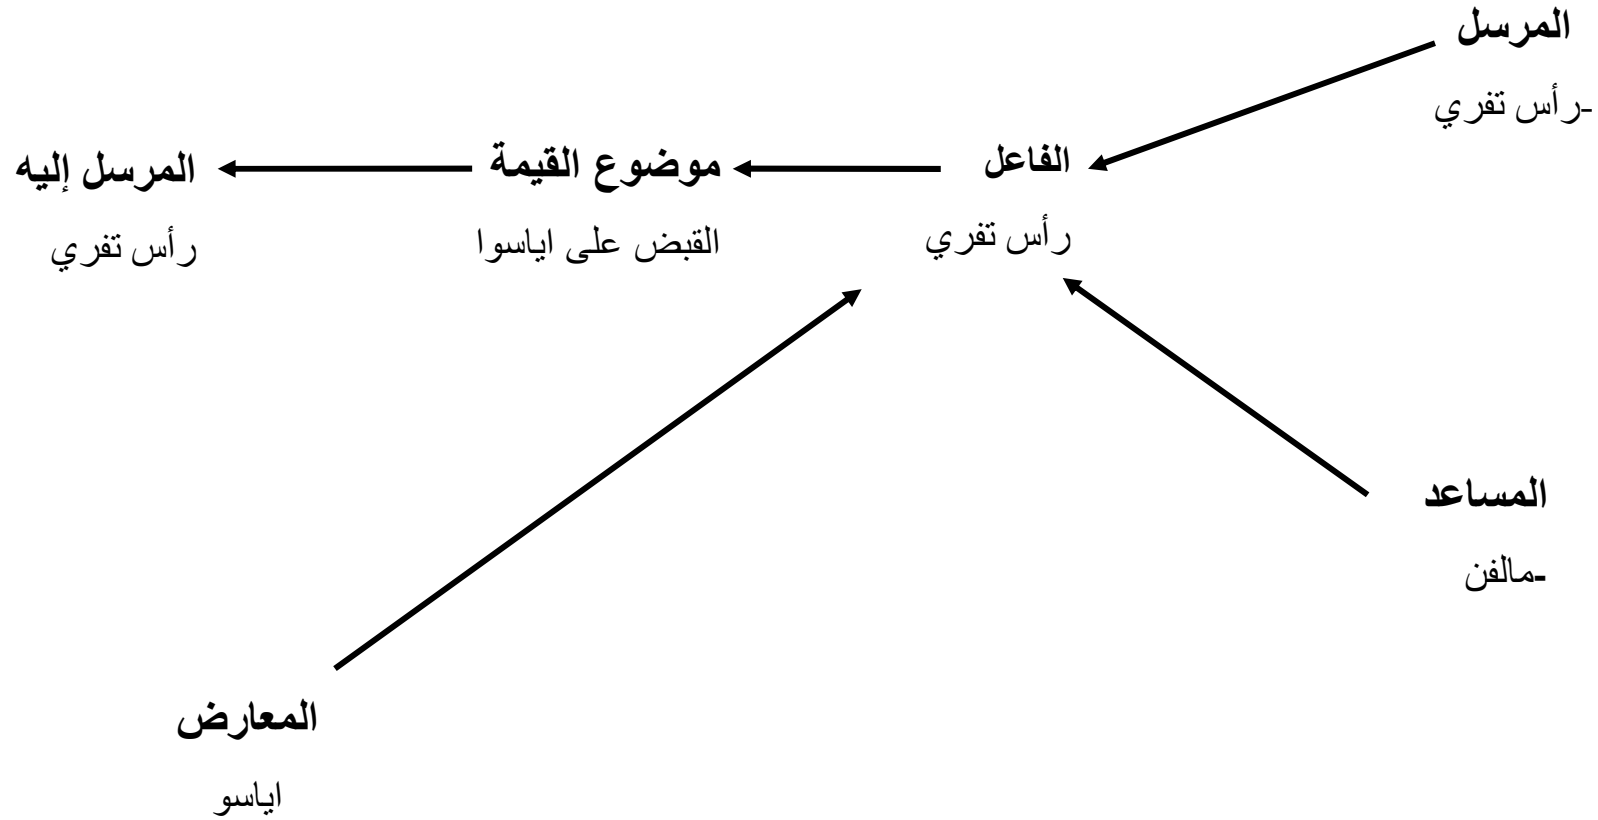 المرسل
-رأس تفري
الفاعل
رأس تفري
موضوع القيمة
القبض على اياسوا
المرسل إليه
رأس تفري
المساعد
-مالفن
المعارض
اياسو